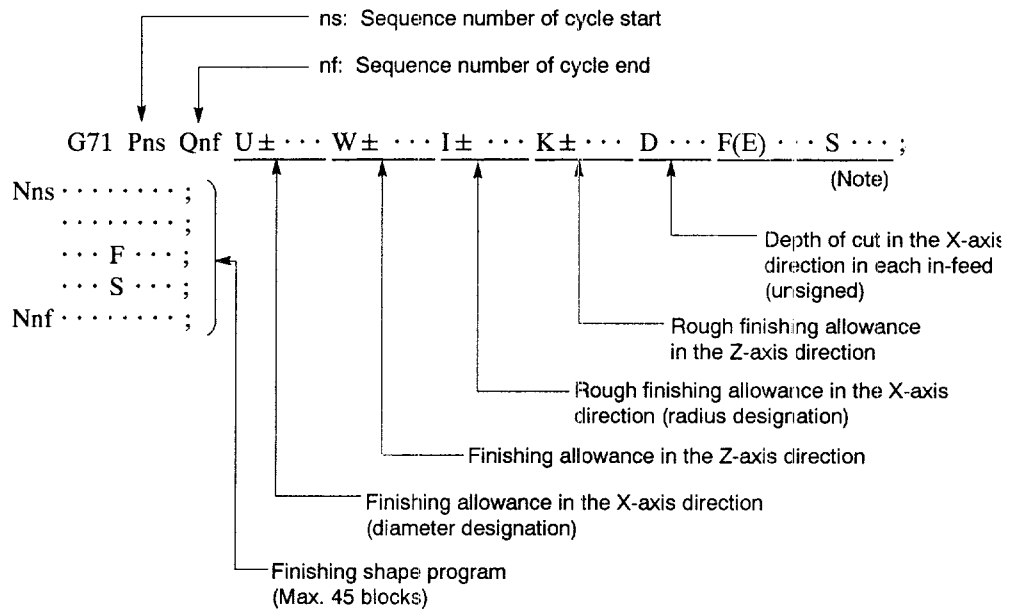 ns: Sequence number of cycle start
nf: Sequence number of cycle end
G71 Pns Qnf U ± · · · W ± · · · I ± · · · K ± · · · D · · · F(E) · · · S · · · ;
(Note)
Nns · · · · · · · · ;
· · · · · · · · ;
· · · F · · · ;
· · · S · · · ;
Nnf · · · · · · · · ;
Depth of cut in the X-axis
direction in each in-feed
(unsigned)
Rough finishing allowance
in the Z-axis direction
Rough finishing allowance in the X-axis
direction (radius designation)
Finishing allowance in the Z-axis direction
Finishing allowance in the X-axis direction
(diameter designation)
Finishing shape program
(Max. 45 blocks)